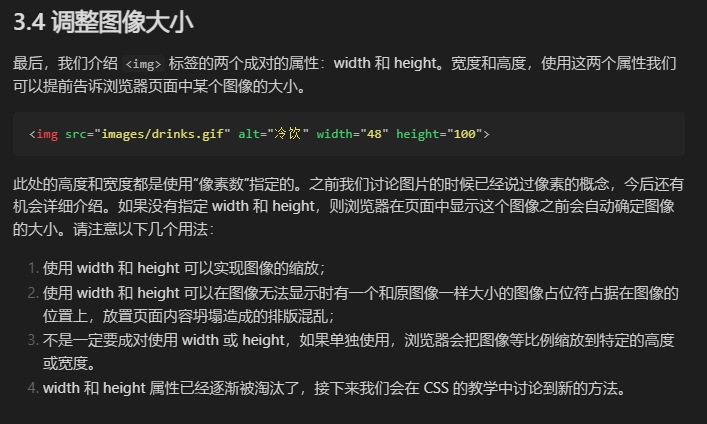 3.4 调整图像大小
最后，我们介绍 <img> 标签的两个成对的属性：width 和 height。宽度和高度，使用这两个属性我们
可以提前告诉浏览器页面中某个图像的大小。
<img src="images/drinks.gif" alt="冷饮" width="48" height="100">
此处的高度和宽度都是使用“像素数”指定的。之前我们讨论图片的时候已经说过像素的概念，今后还有
机会详细介绍。如果没有指定 width 和 height，则浏览器在页面中显示这个图像之前会自动确定图像
的大小。请注意以下几个用法：
1. 使用 width 和 height 可以实现图像的缩放；
2. 使用 width 和 height 可以在图像无法显示时有一个和原图像一样大小的图像占位符占据在图像的
位置上，放置页面内容坍塌造成的排版混乱；
3. 不是一定要成对使用 width 或 height，如果单独使用，浏览器会把图像等比例缩放到特定的高度
或宽度。
4. width 和 height 属性已经逐渐被淘汰了，接下来我们会在 CSS 的教学中讨论到新的方法。